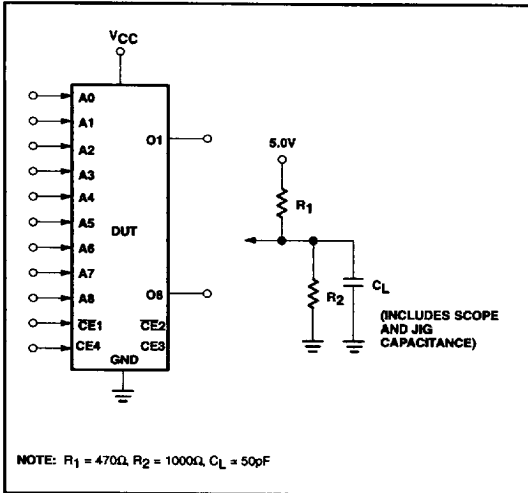 VCC
A0
A1
A2
A3
A4
A5
A6
A7
A8
CE1
CE4
O1
DUT
O8
CE2
CE3
GND
5.0V
R1
R2
CL
(INCLUDES SCOPE
AND JIG
CAPACITANCE)
NOTE: R1 = 470Ω, R2 = 1000Ω, CL = 50pF